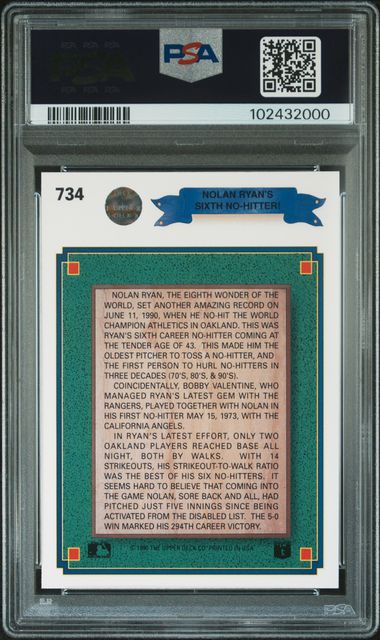 PSA
102432000
734
NOLAN RYAN'S
SIXTH NO-HITTER!
NOLAN RYAN, THE EIGHTH WONDER OF THE
WORLD, SET ANOTHER AMAZING RECORD ON
JUNE 11, 1990, WHEN HE NO-HIT THE WORLD
CHAMPION ATHLETICS IN OAKLAND. THIS WAS
RYAN'S SIXTH CAREER NO-HITTER COMING AT
THE TENDER AGE OF 43. THIS MADE HIM THE
OLDEST PITCHER TO TOSS A NO-HITTER, AND
THE FIRST PERSON TO HURL NO-HITTERS IN
THREE DECADES (70'S, 80'S, & 90'S).
COINCIDENTALLY, BOBBY VALENTINE, WHO
MANAGED RYAN'S LATEST GEM WITH THE
RANGERS, PLAYED TOGETHER WITH NOLAN IN
HIS FIRST NO-HITTER MAY 15, 1973, WITH THE
CALIFORNIA ANGELS.
IN RYAN'S LATEST EFFORT, ONLY TWO
OAKLAND PLAYERS REACHED BASE ALL
NIGHT, BOTH BY WALKS. WITH 14
STRIKEOUTS, HIS STRIKEOUT-TO-WALK RATIO
WAS THE BEST OF HIS SIX NO-HITTERS. IT
SEEMS HARD TO BELIEVE THAT COMING INTO
THE GAME NOLAN, SORE BACK AND ALL, HAD
PITCHED JUST FIVE INNINGS SINCE BEING
ACTIVATED FROM THE DISABLED LIST. THE 5-0
WIN MARKED HIS 294TH CAREER VICTORY.
© 1990 THE UPPER DECK CO. PRINTED IN USA
PSA